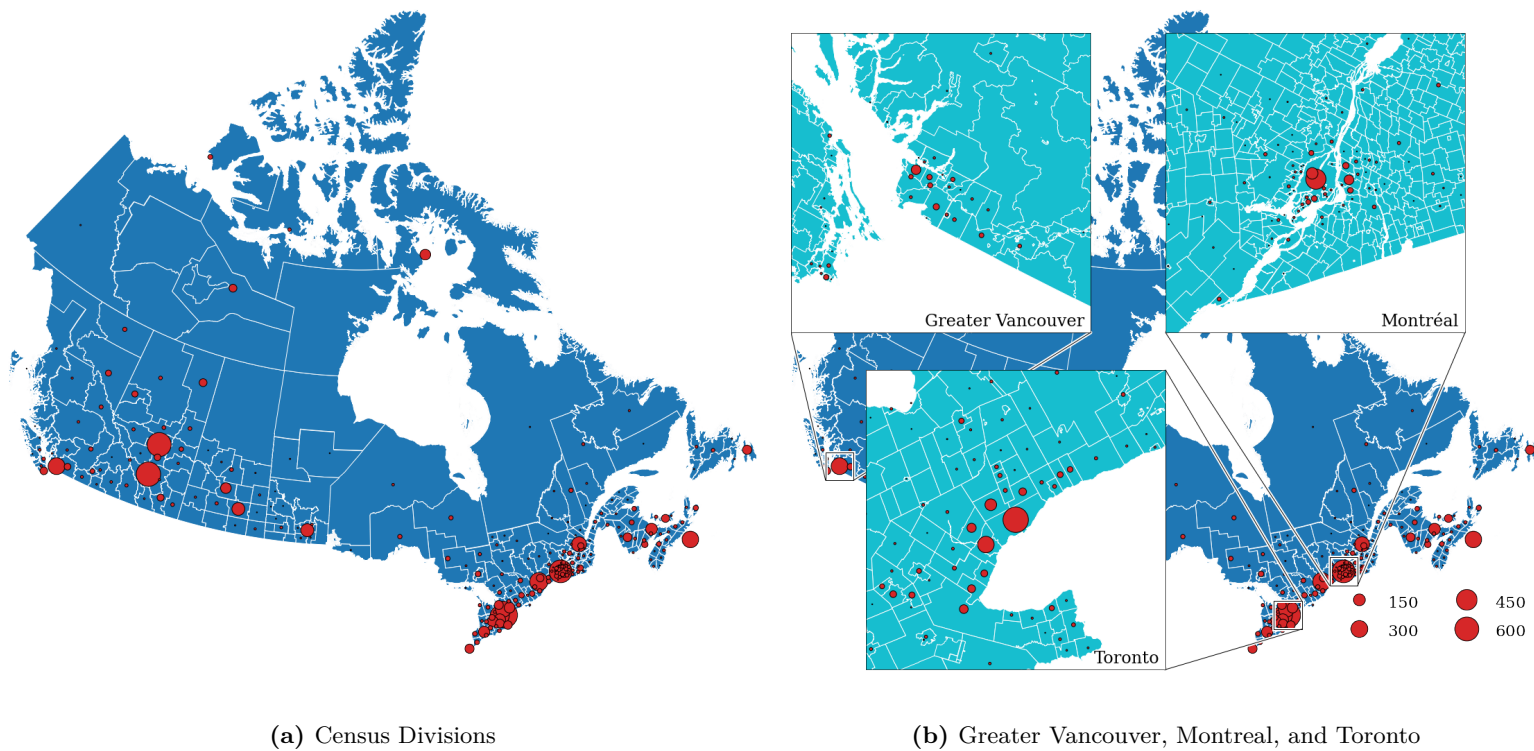 Greater Vancouver
Montréal
Toronto
150
450
300
600
(a) Census Divisions
(b) Greater Vancouver, Montreal, and Toronto